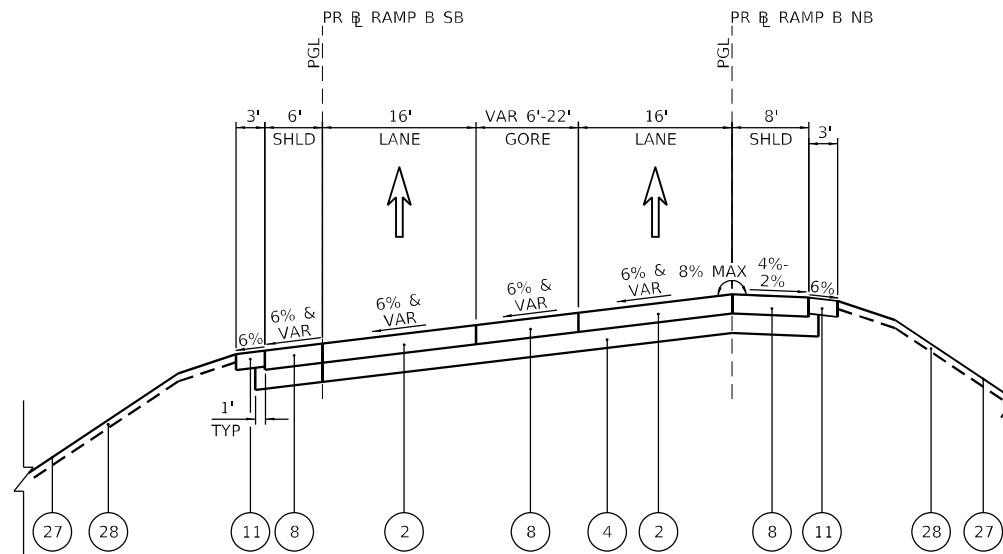 PR BL RAMP B SB
PR BL RAMP B NB
PGL
PGL
3'
6'
16'
VAR 6'-22'
16'
8'
SHLD
LANE
GORE
LANE
SHLD
3'
6%
6% &
VAR
6% &
VAR
6% &
VAR
6% &
VAR
8% MAX
4%-
2%
6%
1'
TYP
27
28
11
8
2
8
4
2
8
11
28
27